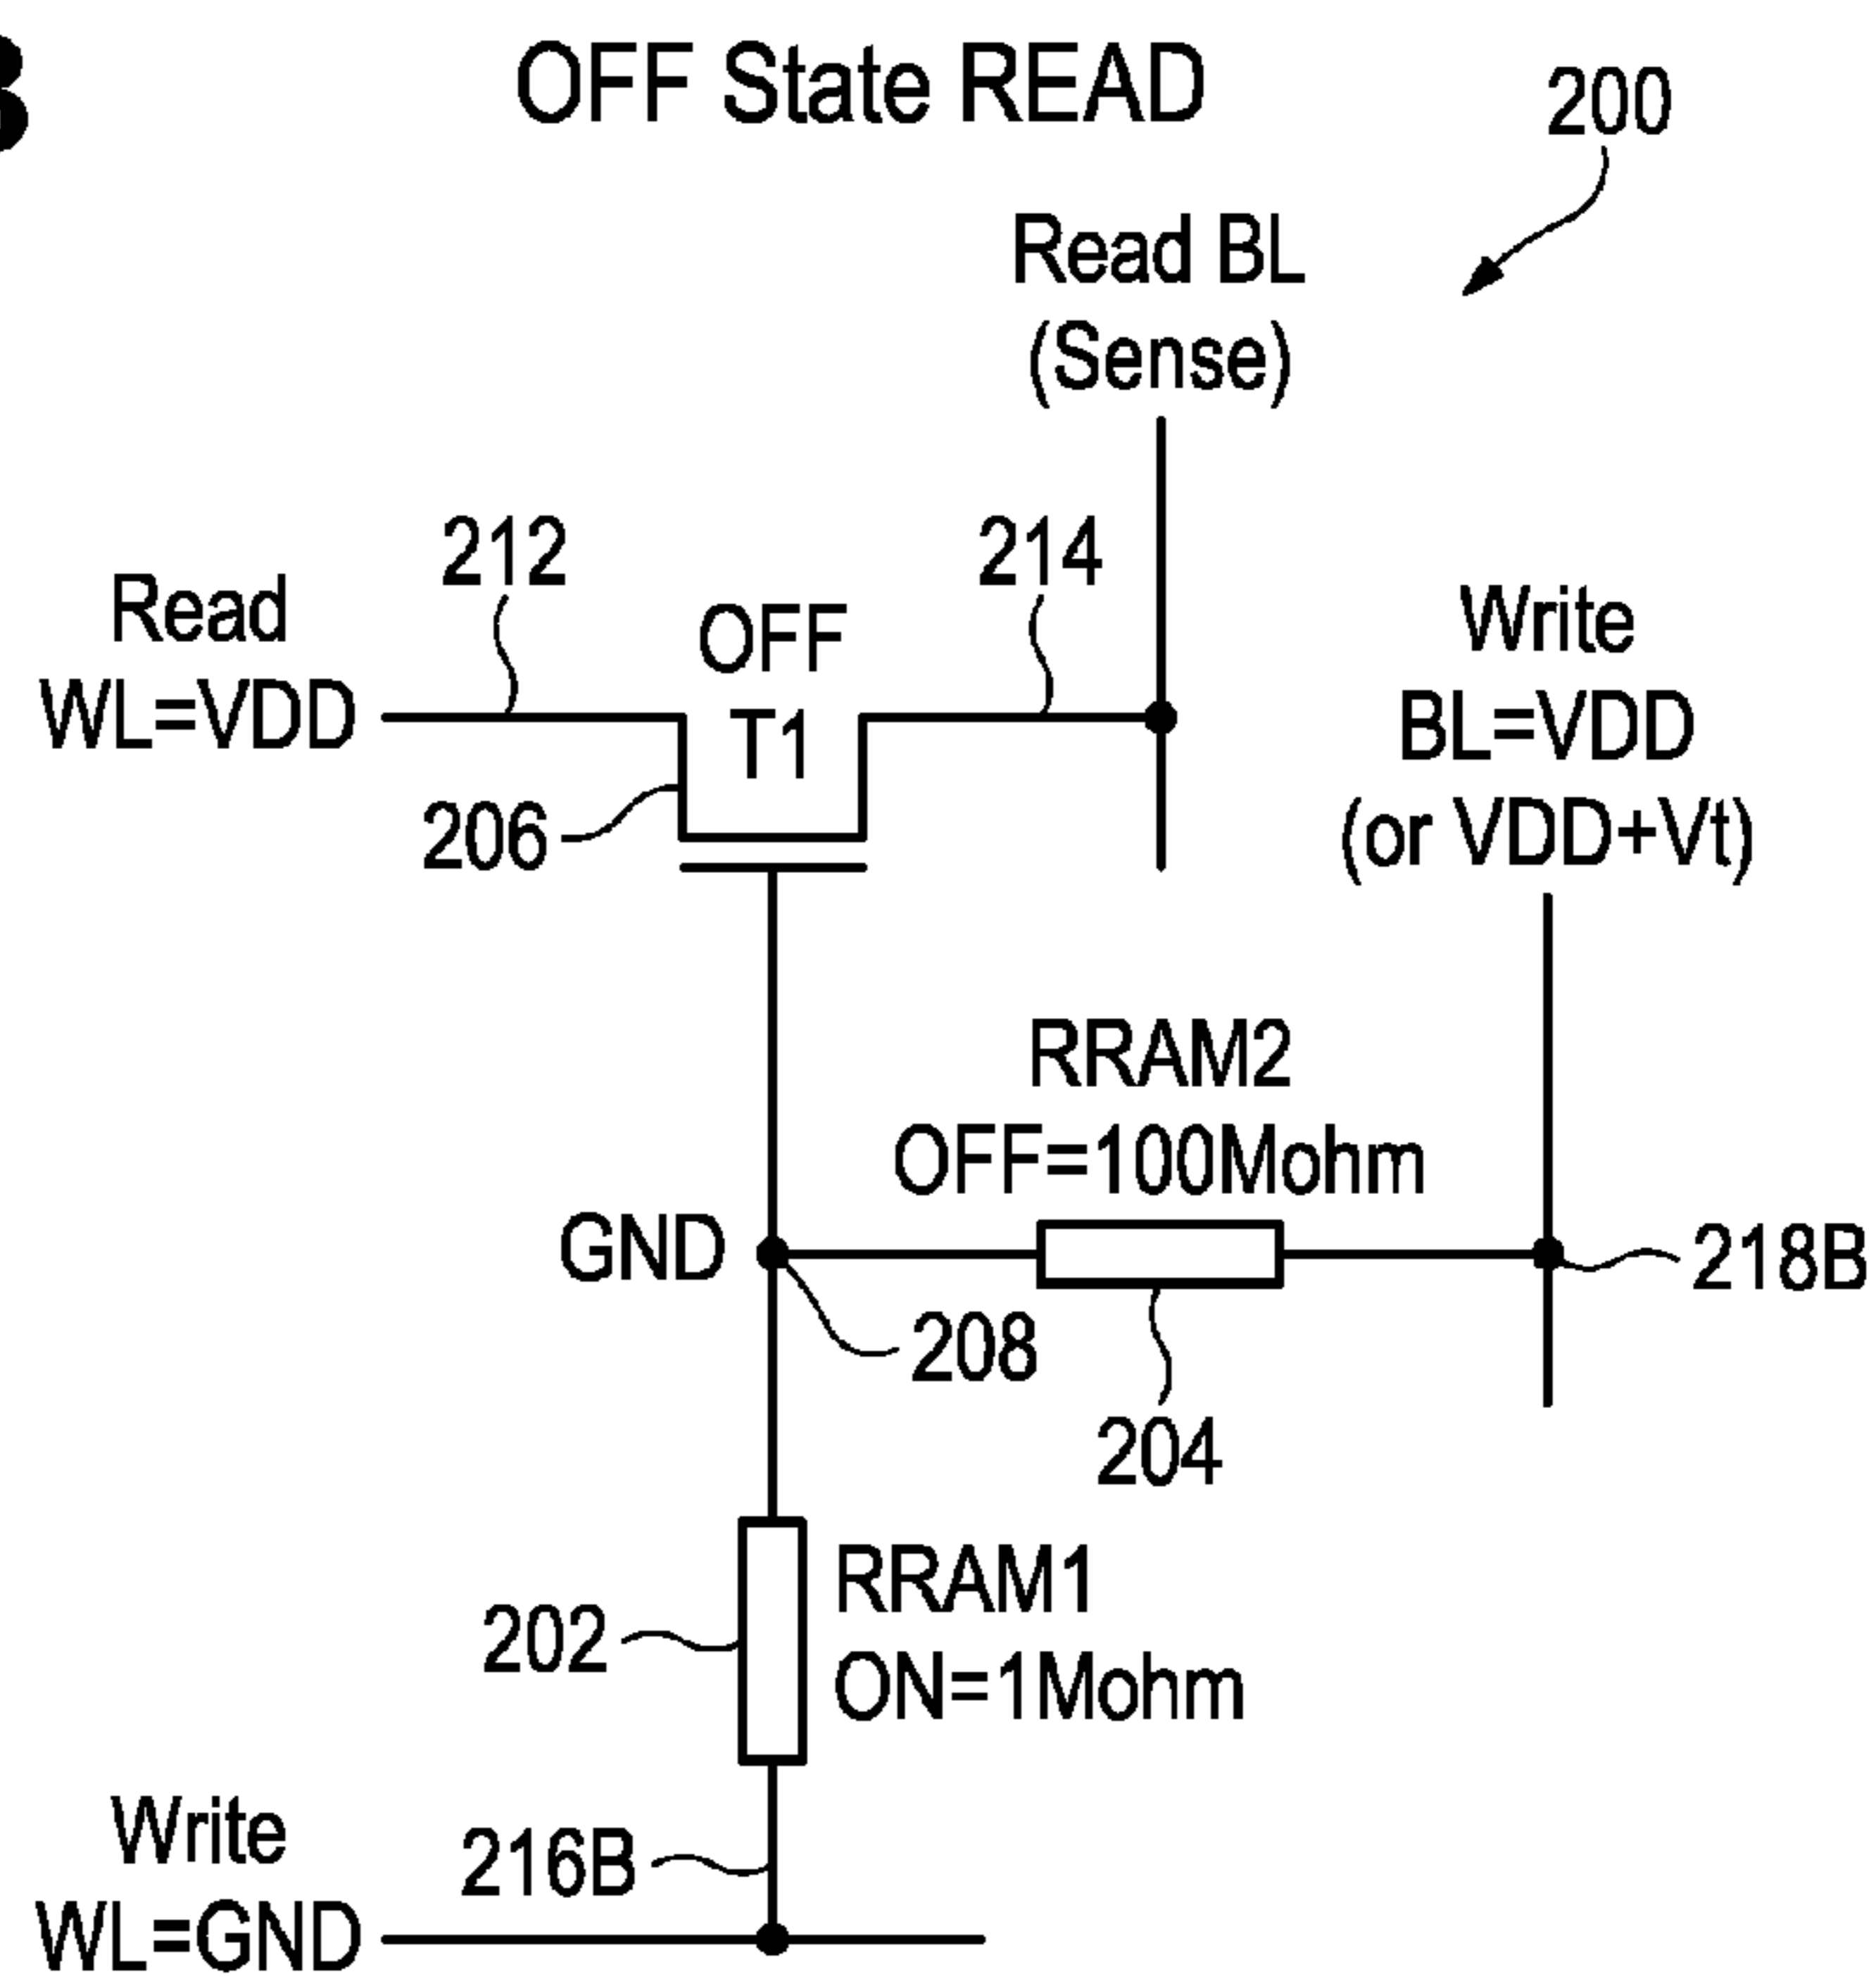 OFF State READ
200
Read BL
(Sense)
212
214
Read
WL=VDD
OFF
T1
Write
BL=VDD
(or VDD+Vt)
206
RRAM2
OFF=100Mohm
GND
218B
208
204
RRAM1
ON=1Mohm
202
Write
WL=GND
216B